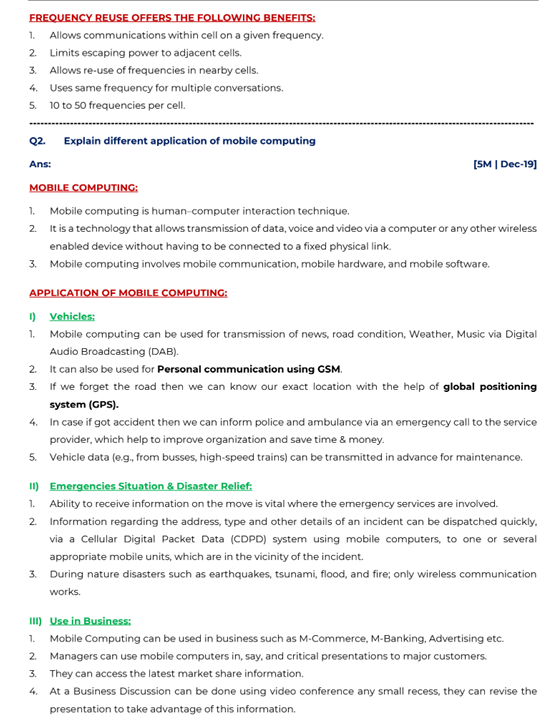 FREQUENCY REUSE OFFERS THE FOLLOWING BENEFITS:
1. Allows communications within cell on a given frequency.
2. Limits escaping power to adjacent cells.
3. Allows re-use of frequencies in nearby cells.
4. Uses same frequency for multiple conversations.
5. 10 to 50 frequencies per cell.
Q2. Explain different application of mobile computing
Ans: [5M | Dec-19]
MOBILE COMPUTING:
1. Mobile computing is human–computer interaction technique.
2. It is a technology that allows transmission of data, voice and video via a computer or any other wireless
enabled device without having to be connected to a fixed physical link.
3. Mobile computing involves mobile communication, mobile hardware, and mobile software.
APPLICATION OF MOBILE COMPUTING:
I) Vehicles:
1. Mobile computing can be used for transmission of news, road condition, Weather, Music via Digital
Audio Broadcasting (DAB).
2. It can also be used for Personal communication using GSM.
3. If we forget the road then we can know our exact location with the help of global positioning
system (GPS).
4. In case if got accident then we can inform police and ambulance via an emergency call to the service
provider, which help to improve organization and save time & money.
5. Vehicle data (e.g., from busses, high-speed trains) can be transmitted in advance for maintenance.
II) Emergencies Situation & Disaster Relief:
1. Ability to receive information on the move is vital where the emergency services are involved.
2. Information regarding the address, type and other details of an incident can be dispatched quickly,
via a Cellular Digital Packet Data (CDPD) system using mobile computers, to one or several
appropriate mobile units, which are in the vicinity of the incident.
3. During nature disasters such as earthquakes, tsunami, flood, and fire; only wireless communication
works.
III) Use in Business:
1. Mobile Computing can be used in business such as M-Commerce, M-Banking, Advertising etc.
2. Managers can use mobile computers in, say, and critical presentations to major customers.
3. They can access the latest market share information.
4. At a Business Discussion can be done using video conference any small recess, they can revise the
presentation to take advantage of this information.